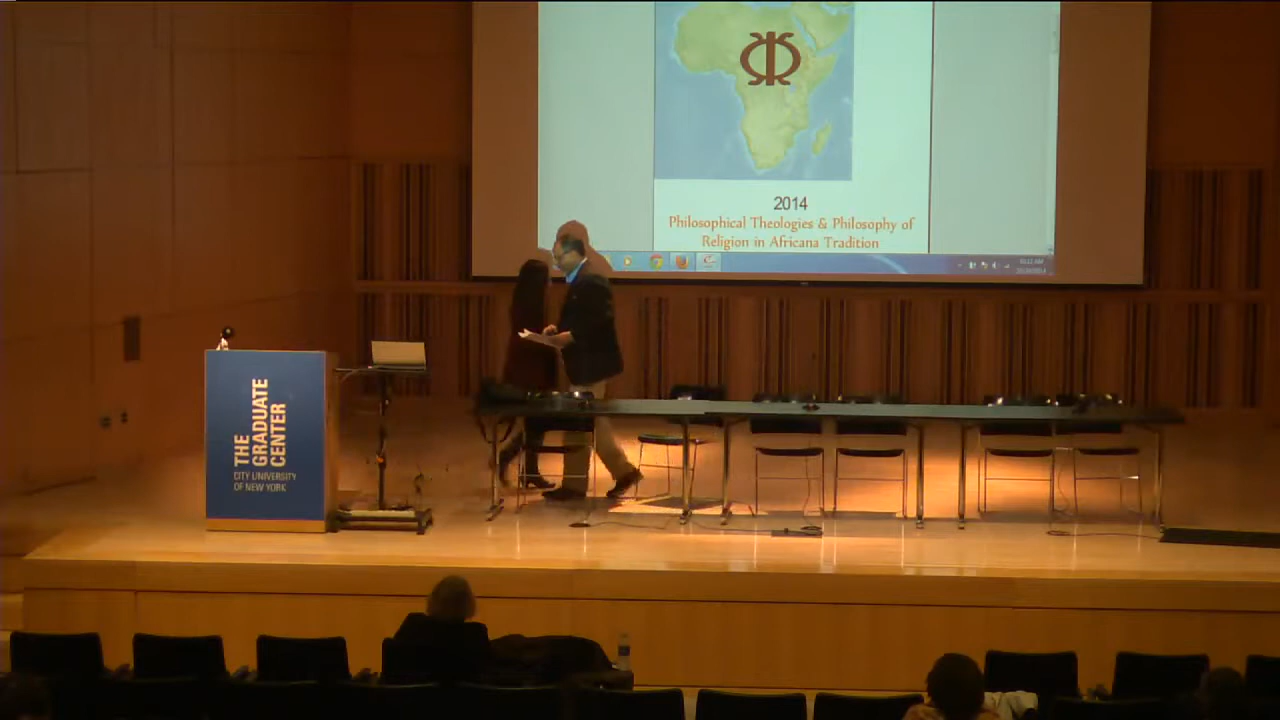 2014
Philosophical Theologies & Philosophy of
Religion in Africana Tradition
THE
GRADUATE
CENTER
CITY UNIVERSITY
OF NEW YORK